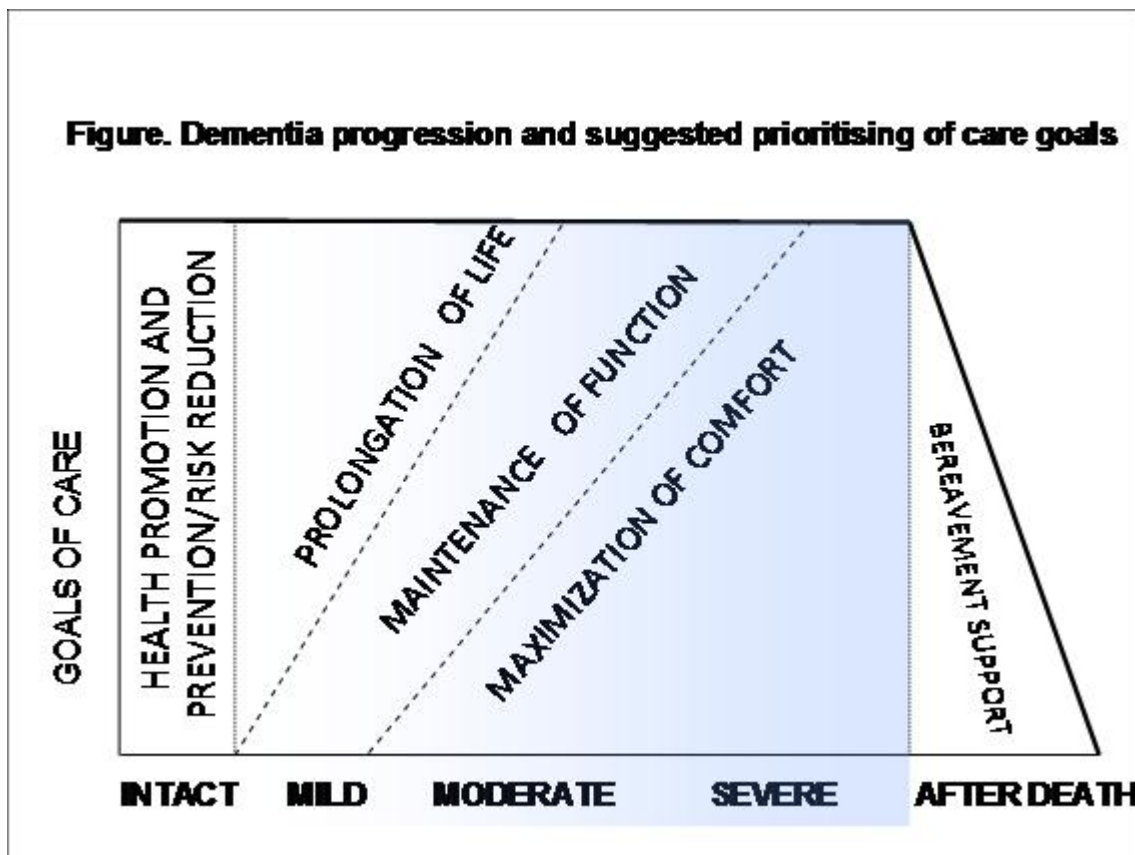 Figure. Dementia progression and suggested prioritising of care goals
GOALS OF CARE
HEALTH PROMOTION AND
PREVENTION/RISK REDUCTION
PROLONGATION OF LIFE
MAINTENANCE OF FUNCTION
MAXIMIZATION OF COMFORT
BEREAVEMENT SUPPORT
INTACT MILD MODERATE SEVERE AFTER DEATH